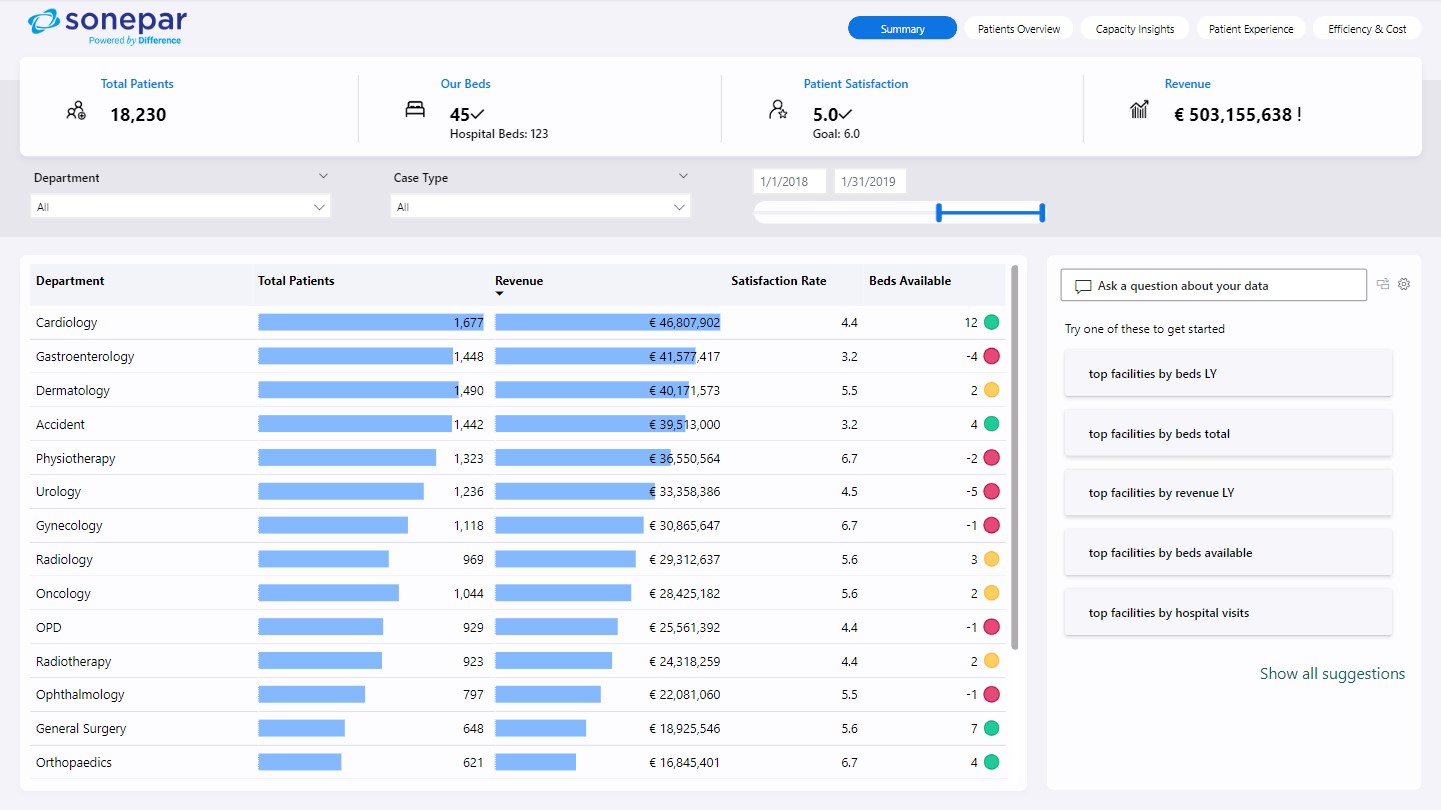 sonepar
Powered by Difference
Summary
Patients Overview
Capacity Insights
Patient Experience
Efficiency & Cost
Total Patients
18,230
Our Beds
45✓
Hospital Beds: 123
Patient Satisfaction
5.0✓
Goal: 6.0
Revenue
€ 503,155,638 !
Department
All
Case Type
All
1/1/2018
1/31/2019
Department Total Patients Revenue Satisfaction Rate Beds Available
Cardiology 1,677 € 46,807,902 4.4 12
Gastroenterology 1,448 € 41,577,417 3.2 -4
Dermatology 1,490 € 40,171,573 5.5 2
Accident 1,442 € 39,513,000 3.2 4
Physiotherapy 1,323 € 36,550,564 6.7 -2
Urology 1,236 € 33,358,386 4.5 -5
Gynecology 1,118 € 30,865,647 6.7 -1
Radiology 969 € 29,312,637 5.6 3
Oncology 1,044 € 28,425,182 5.6 2
OPD 929 € 25,561,392 4.4 -1
Radiotherapy 923 € 24,318,259 4.4 2
Ophthalmology 797 € 22,081,060 5.5 -1
General Surgery 648 € 18,925,546 5.6 7
Orthopaedics 621 € 16,845,401 6.7 4
Ask a question about your data
Try one of these to get started
top facilities by beds LY
top facilities by beds total
top facilities by revenue LY
top facilities by beds available
top facilities by hospital visits
Show all suggestions